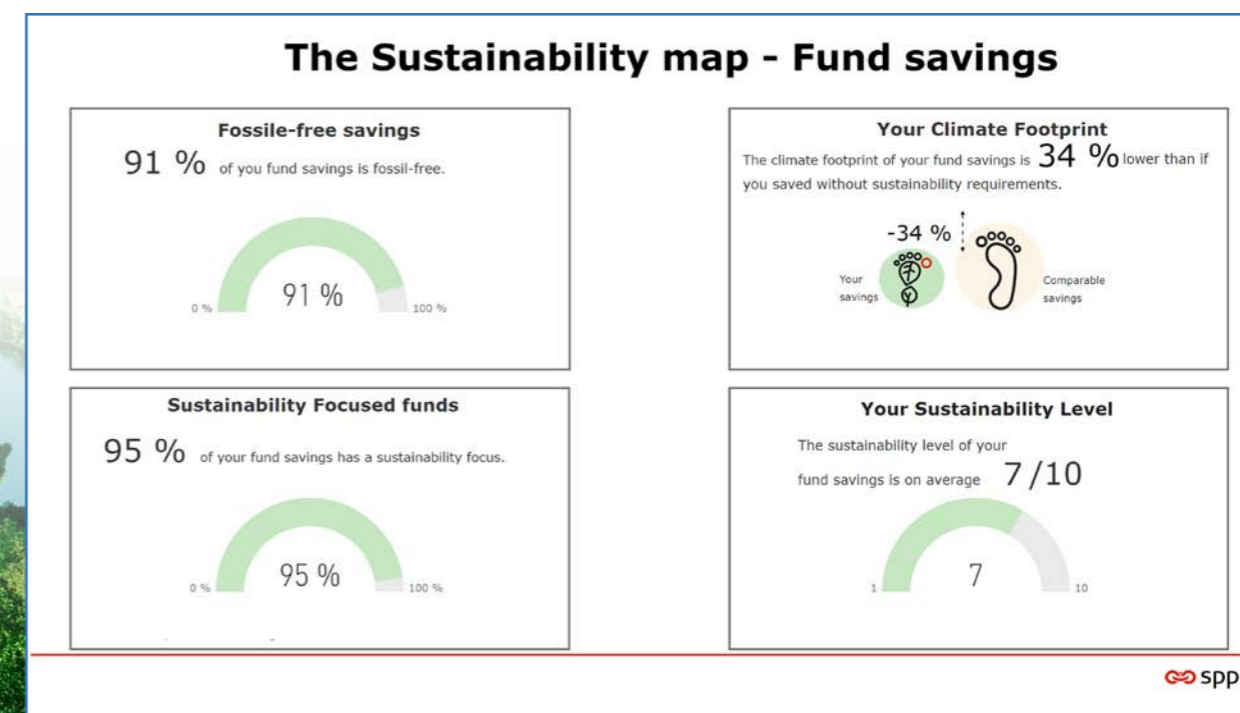 The Sustainability map - Fund savings
Fossile-free savings
91 % of you fund savings is fossil-free.
91 %
0 %
100 %
Your Climate Footprint
The climate footprint of your fund savings is 34 % lower than if
you saved without sustainability requirements.
-34 %
Your
savings
Comparable
savings
Sustainability Focused funds
95 % of your fund savings has a sustainability focus.
95 %
0 %
100 %
Your Sustainability Level
The sustainability level of your
fund savings is on average 7 /10
7
1
10
spp